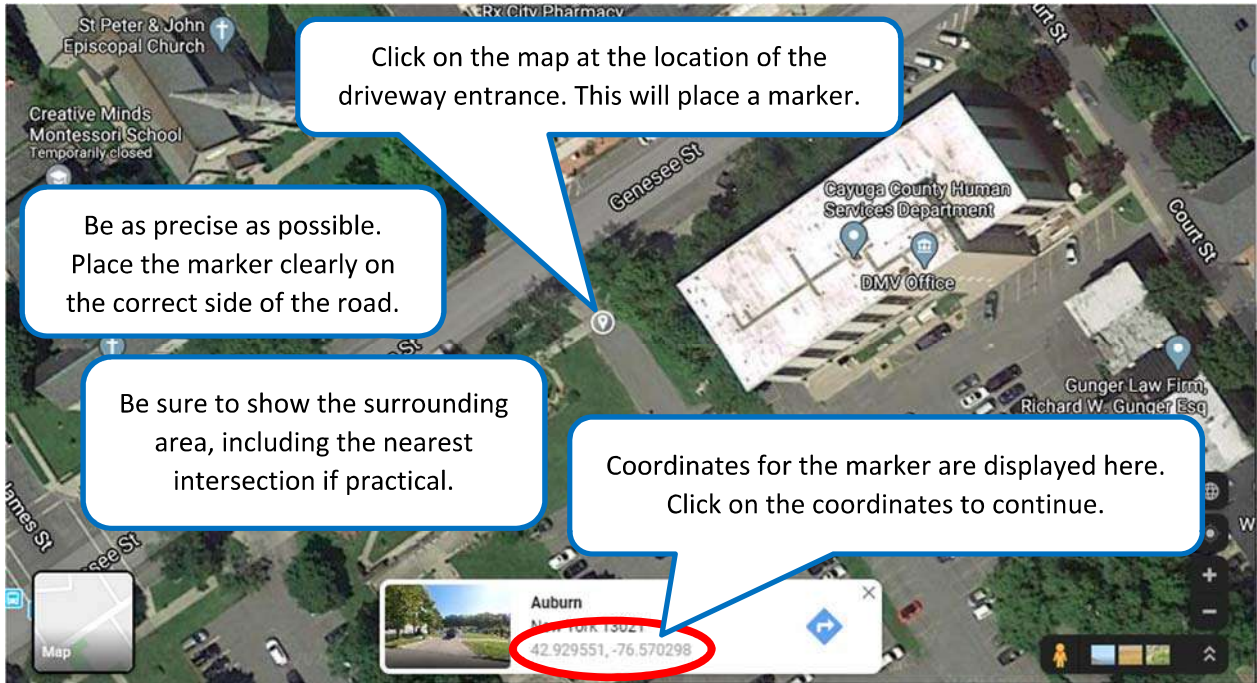 Rx City Pharmacy
St Peter & John
Episcopal Church
Click on the map at the location of the
driveway entrance. This will place a marker.
Court St
Creative Minds
Montessori School
Temporarily closed
Genesee St
Cayuga County Human
Services Department
Be as precise as possible.
Place the marker clearly on
the correct side of the road.
Court St
DMV Office
St
Gunger Law Firm,
Richard W. Gunger Esq
Be sure to show the surrounding
area, including the nearest
intersection if practical.
Coordinates for the marker are displayed here.
Click on the coordinates to continue.
James St
see St
W
Auburn
New York 13021
42.929551, -76.570298
Map